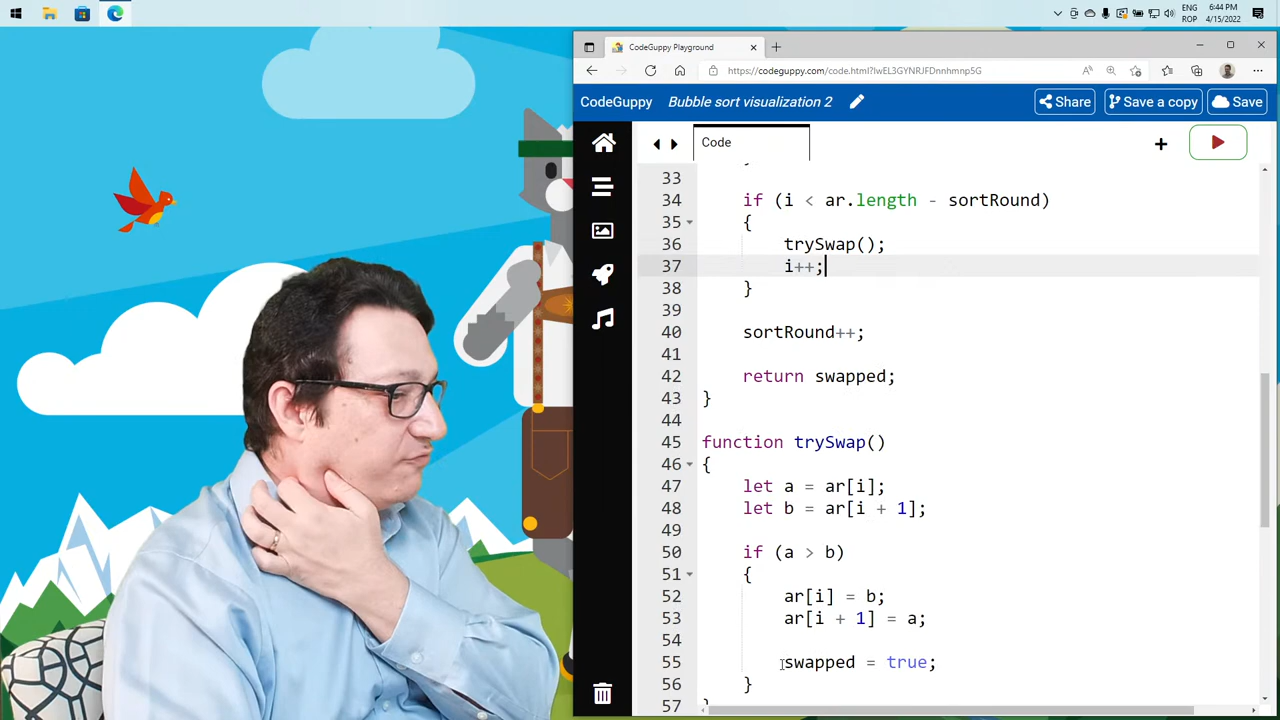 ENG
6:44 PM
ROP
4/15/2022
CodeGuppy Playground
https://codeguppy.com/code.html?lwEL3GYNRJFDnnhmnp5G
CodeGuppy
Bubble sort visualization 2
Share
Save a copy
Save
Code
33
34 if (i < ar.length - sortRound)
35 {
36 trySwap();
37 i++;
38 }
39
40 sortRound++;
41
42 return swapped;
43 }
44
45 function trySwap()
46 {
47 let a = ar[i];
48 let b = ar[i + 1];
49
50 if (a > b)
51 {
52 ar[i] = b;
53 ar[i + 1] = a;
54
55 swapped = true;
56 }
57